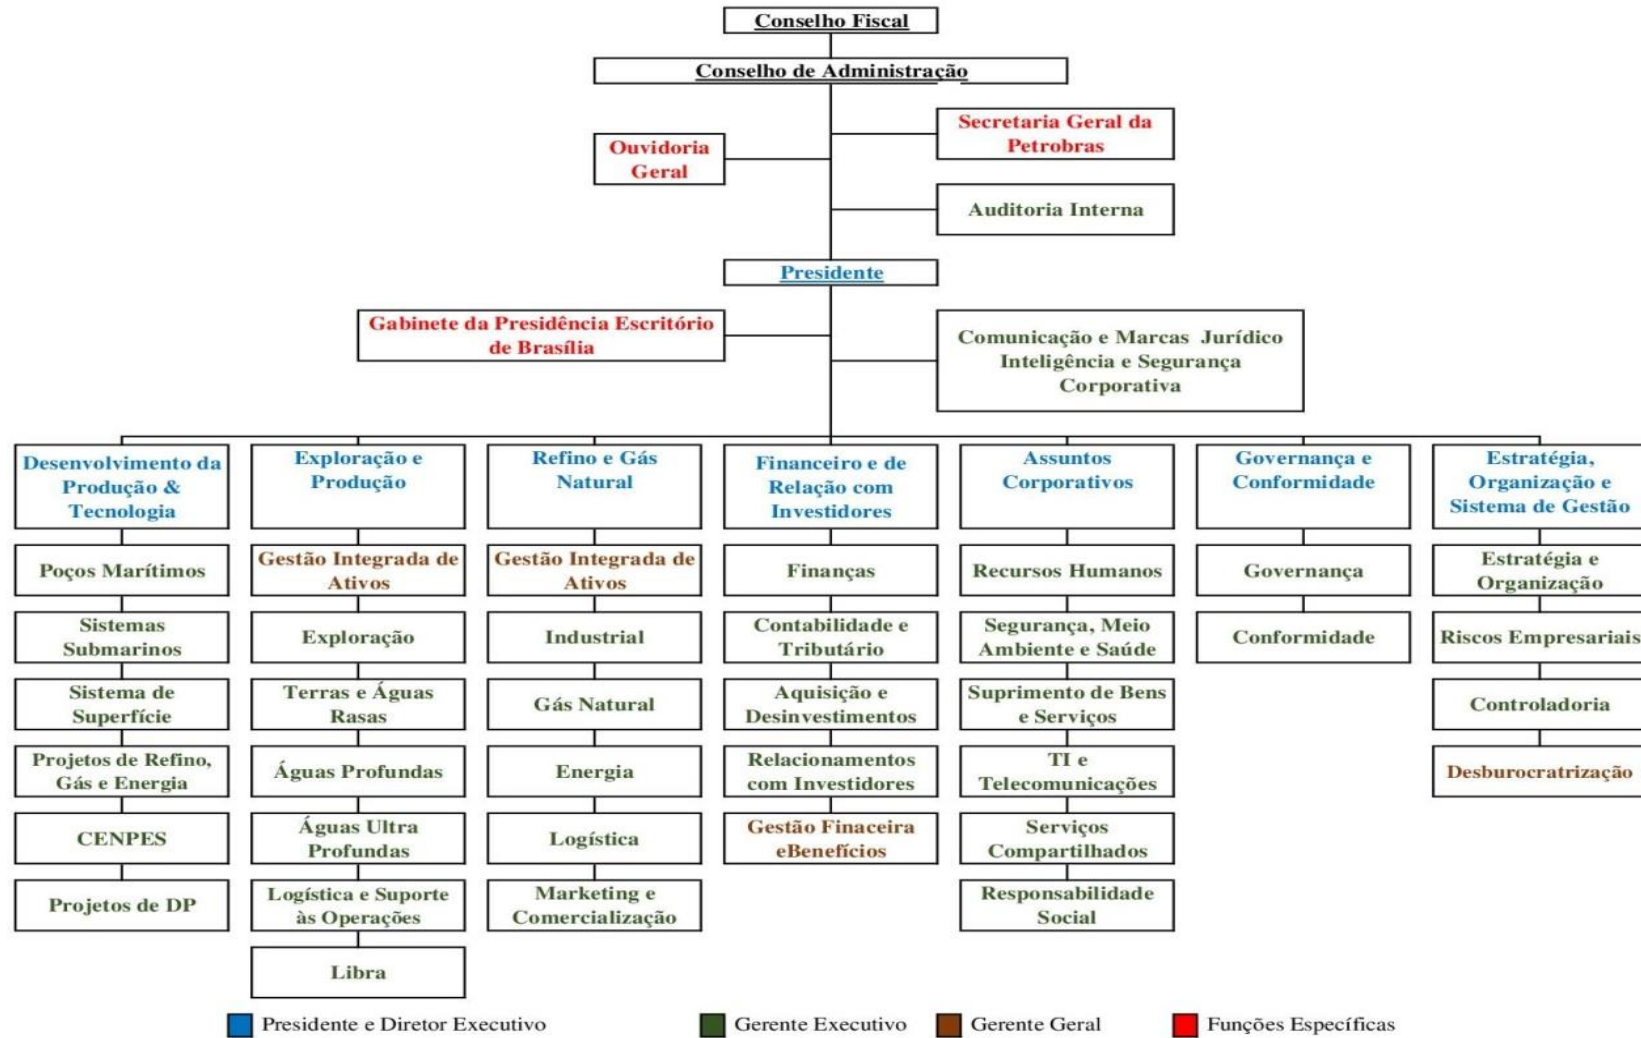 Conselho Fiscal
Conselho de Administração
Secretaria Geral da
Petrobras
Ouvidoria
Geral
Auditoria Interna
Presidente
Gabinete da Presidência Escritório
de Brasília
Comunicação e Marcas Jurídico
Inteligência e Segurança
Corporativa
Desenvolvimento da
Produção &
Tecnologia
Poços Marítimos
Sistemas
Submarinos
Sistema de
Superfície
Projetos de Refino,
Gás e Energia
CENPES
Projetos de DP
Exploração e
Produção
Gestão Integrada de
Ativos
Exploração
Terras e Águas
Rasas
Águas Profundas
Águas Ultra
Profundas
Logística e Suporte
às Operações
Libra
Refino e Gás
Natural
Gestão Integrada de
Ativos
Industrial
Gás Natural
Energia
Logística
Marketing e
Comercialização
Financeiro e de
Relação com
Investidores
Finanças
Contabilidade e
Tributário
Aquisição e
Desinvestimentos
Relacionamentos
com Investidores
Gestão Finaceira
eBenefícios
Assuntos
Corporativos
Recursos Humanos
Segurança, Meio
Ambiente e Saúde
Suprimento de Bens
e Serviços
TI e
Telecomunicações
Serviços
Compartilhados
Responsabilidade
Social
Governança e
Conformidade
Governança
Conformidade
Estratégia,
Organização e
Sistema de Gestão
Estratégia e
Organização
Riscos Empresariais
Controladoria
Desburocratização
Presidente e Diretor Executivo
Gerente Executivo
Gerente Geral
Funções Específicas